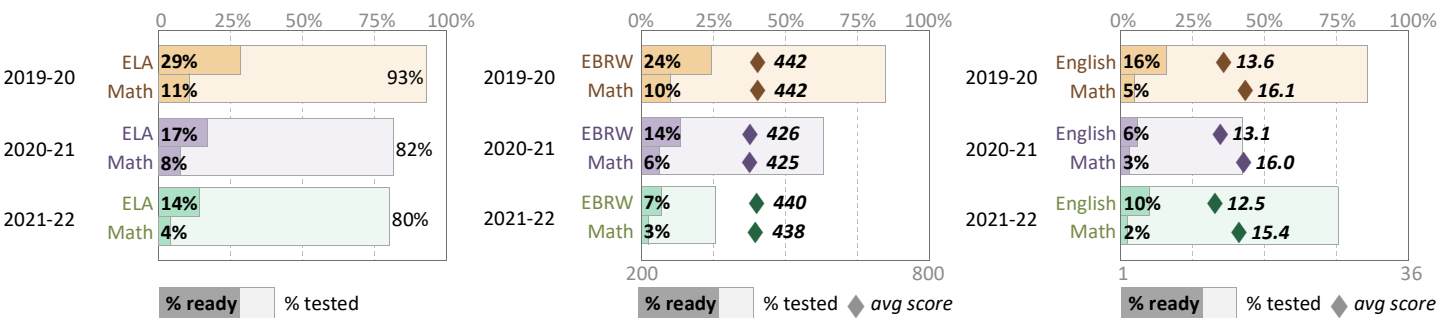 0 25% 50% 75% 100%
2019-20
ELA 29%
Math 11%
93%
2020-21
ELA 17%
Math 8%
82%
2021-22
ELA 14%
Math 4%
80%
% ready % tested
0% 25% 50% 75% 100%
2019-20
EBRW 24% 442
Math 10% 442
2020-21
EBRW 14% 426
Math 6% 425
2021-22
EBRW 7% 440
Math 3% 438
200 800
% ready % tested avg score
0% 25% 50% 75% 100%
2019-20
English 16% 13.6
Math 5% 16.1
2020-21
English 6% 13.1
Math 3% 16.0
2021-22
English 10% 12.5
Math 2% 15.4
1 36
% ready % tested avg score